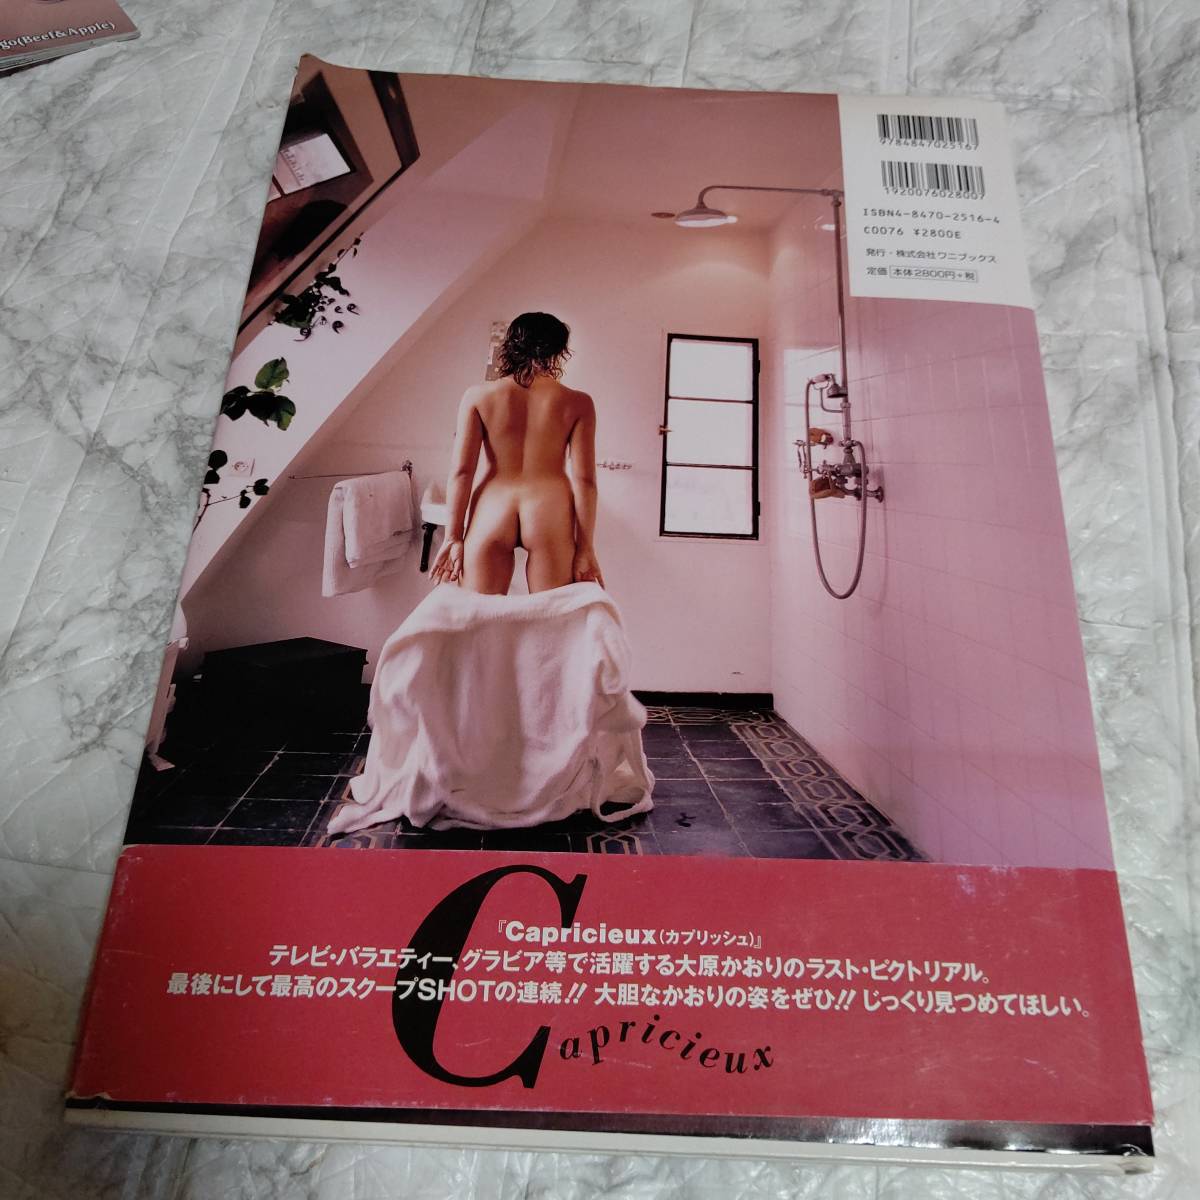 go(Beef&Apple)
9784847025167
1920076028007
ISBN4-8470-2516-4
C0076 ¥2800E
発行・株式会社ワニブックス
定価 本体2800円+税
『Capricieux(カプリッシュ)』
テレビ・バラエティー、グラビア等で活躍する大原かおりのラスト・ピクトリアル。
最後にして最高のスクープSHOTの連続!! 大胆なかおりの姿をぜひ!! じっくり見つめてほしい。
Capricieux